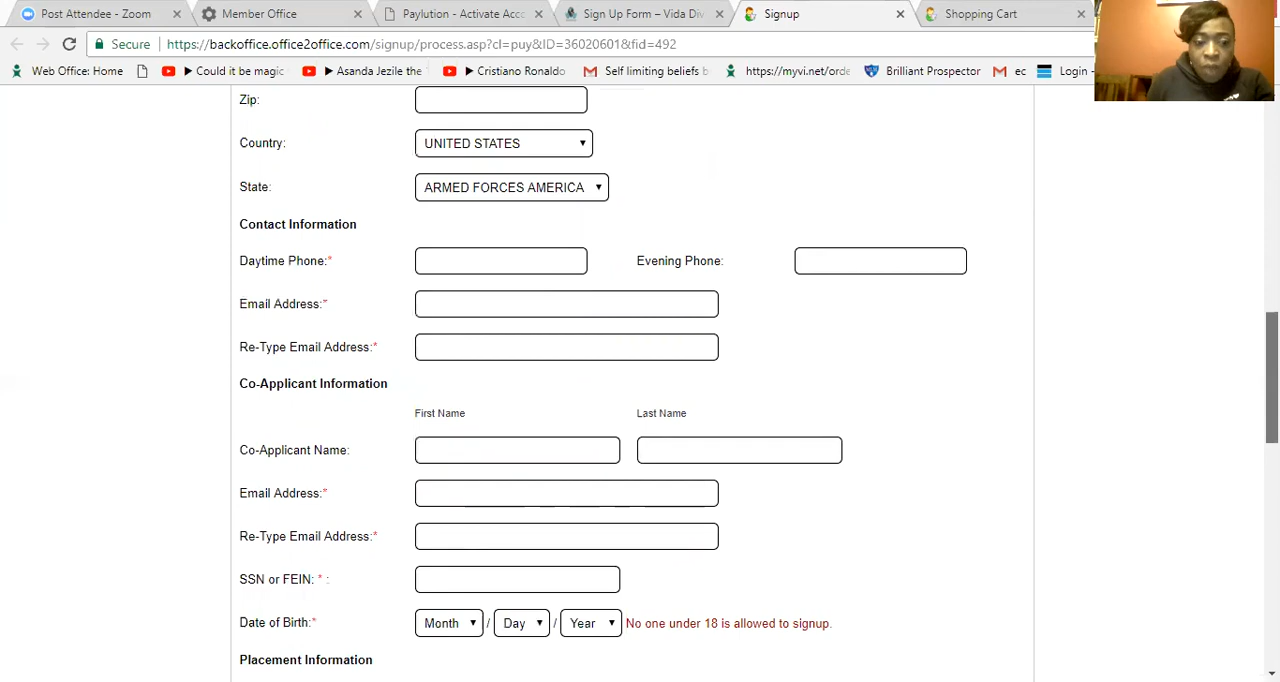 Post Attendee - Zoom
Member Office
Paylution - Activate Acco
Sign Up Form – Vida Div
Signup
Shopping Cart
Secure
https://backoffice.office2office.com/signup/process.asp?cl=puy&ID=36020601&fid=492
Web Office: Home
Could it be magic
Asanda Jezile the
Cristiano Ronaldo
Self limiting beliefs b
https://myvi.net/orde
Brilliant Prospector
ec
Login -
Zip:
Country: UNITED STATES
State: ARMED FORCES AMERICA
Contact Information
Daytime Phone:* Evening Phone:
Email Address:*
Re-Type Email Address:*
Co-Applicant Information
First Name Last Name
Co-Applicant Name:
Email Address:*
Re-Type Email Address:*
SSN or FEIN: * :
Date of Birth:* Month / Day / Year No one under 18 is allowed to signup.
Placement Information